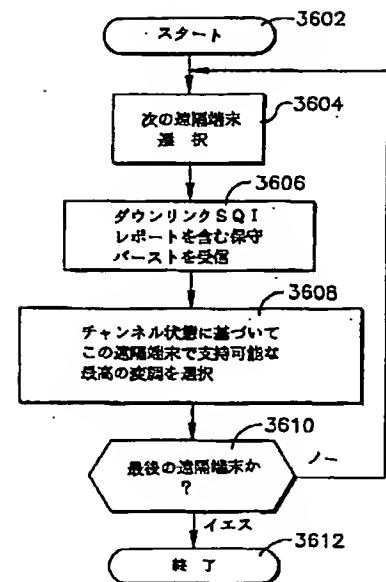 スタート
3602
次の遠隔端末
選択
3604
3606
ダウンリンクSQI
レポートを含む保守
バーストを受信
3608
チャンネル状態に基づいて
この遠隔端末で支持可能な
最高の変調を選択
3610
最後の遠隔端末か
?
ノー
イエス
3612
終了